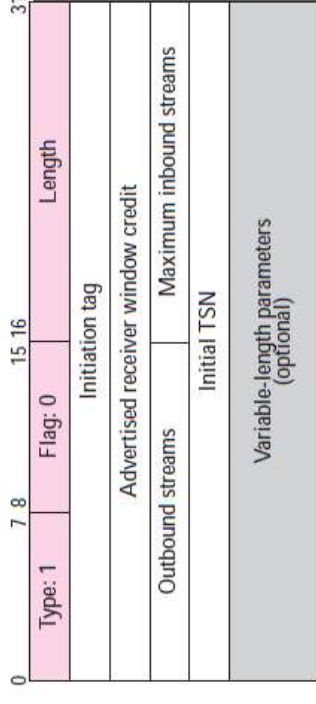 0 7 8 15 16 31
Type: 1 Flag: 0 Length
Initiation tag
Advertised receiver window credit
Outbound streams Maximum inbound streams
Initial TSN
Variable-length parameters
(optional)